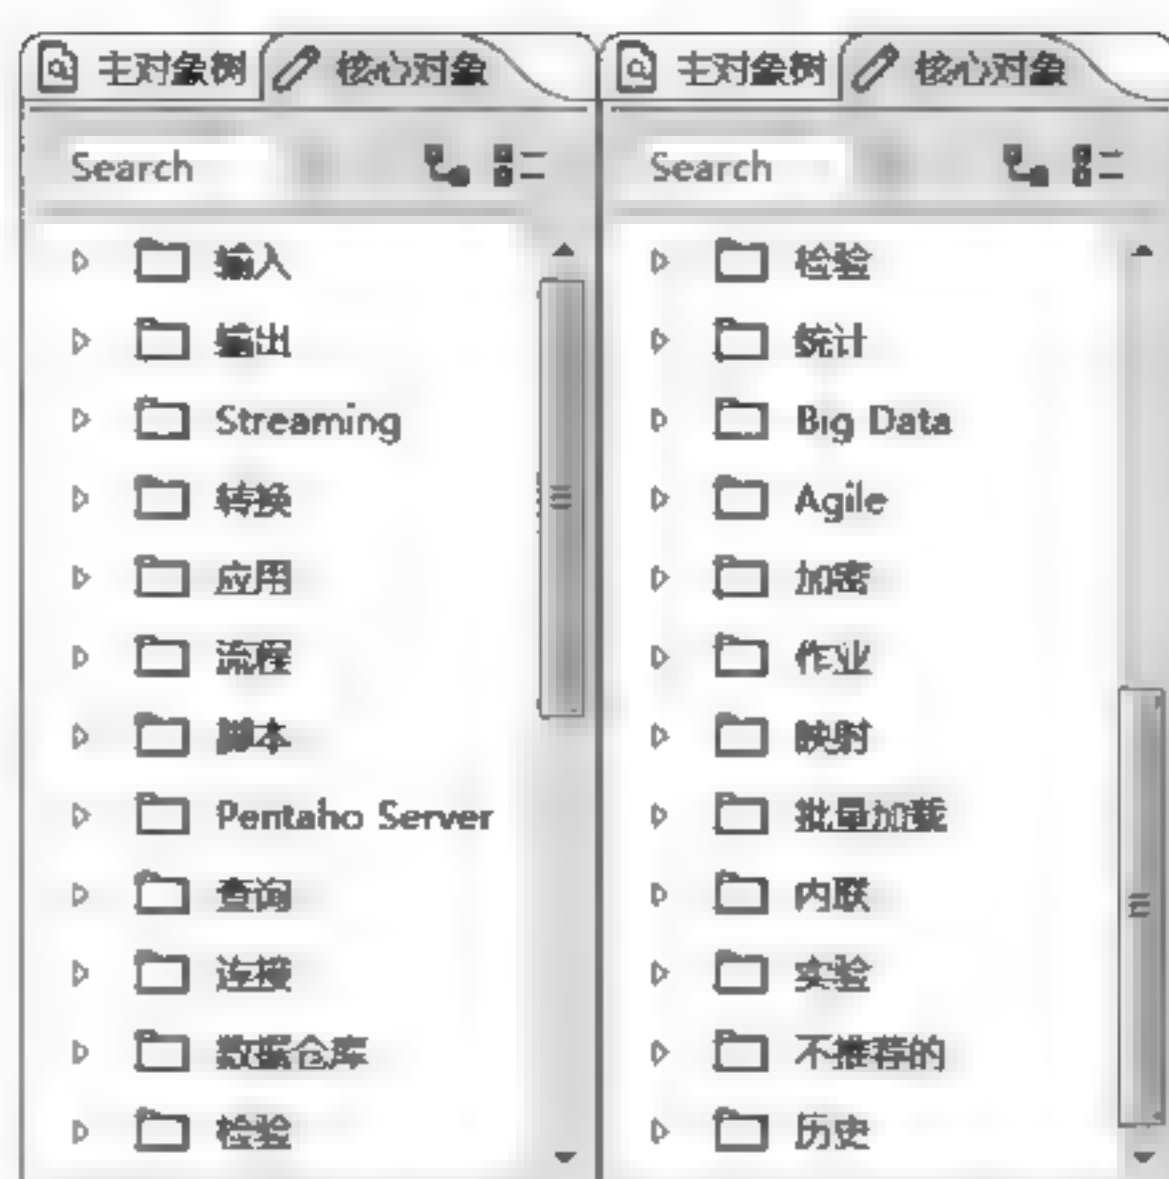 主对象树 核心对象
Search
输入
输出
Streaming
转换
应用
流程
脚本
Pentaho Server
查询
连接
数据仓库
检验
主对象树 核心对象
Search
检验
统计
Big Data
Agile
加密
作业
映射
批量加载
内联
实验
不推荐的
历史